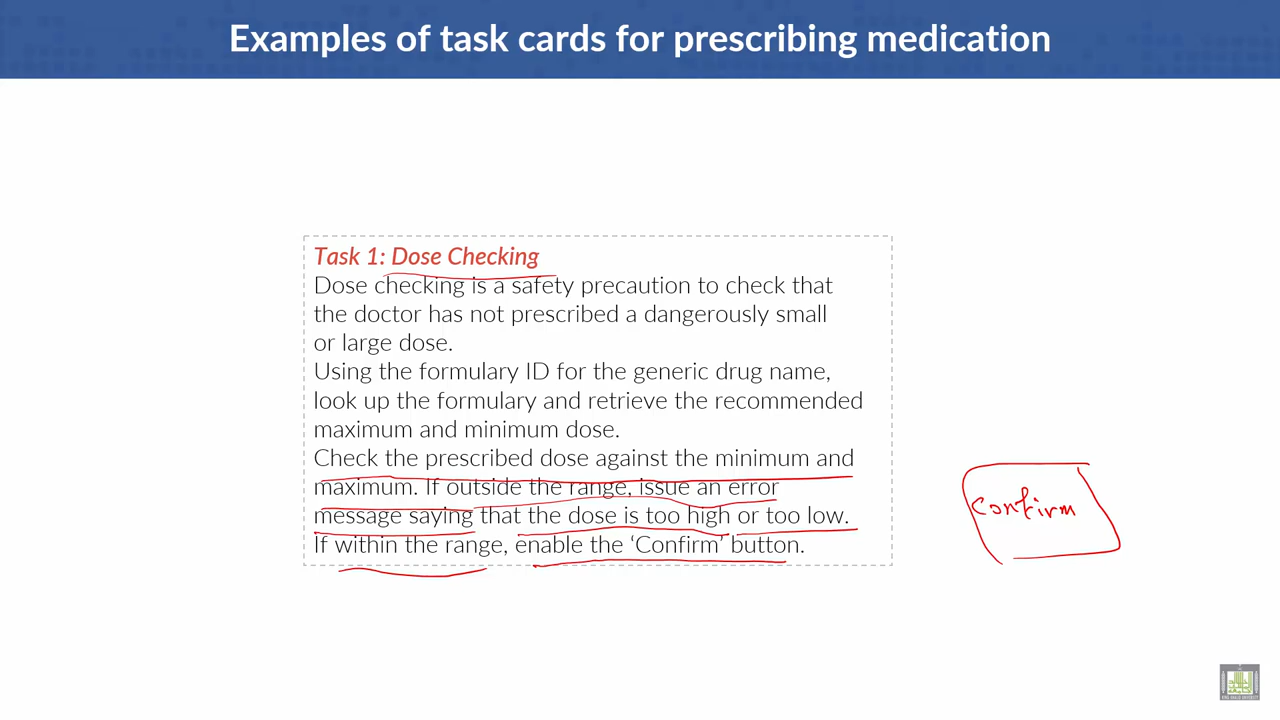 Examples of task cards for prescribing medication
Task 1: Dose Checking
Dose checking is a safety precaution to check that
the doctor has not prescribed a dangerously small
or large dose.
Using the formulary ID for the generic drug name,
look up the formulary and retrieve the recommended
maximum and minimum dose.
Check the prescribed dose against the minimum and
maximum. If outside the range, issue an error
message saying that the dose is too high or too low.
If within the range, enable the ‘Confirm’ button.
Confirm